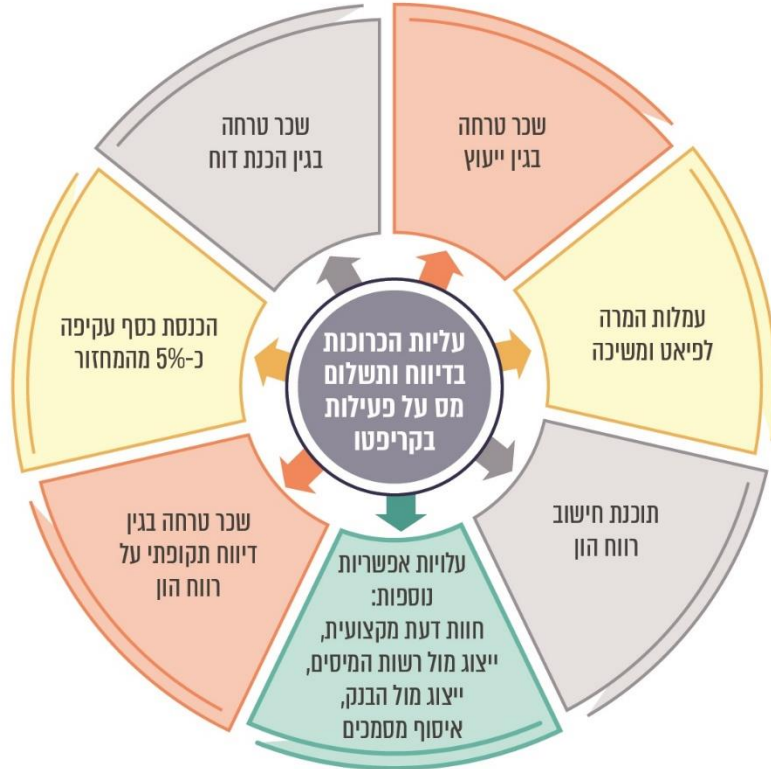 עליות הכרוכות
בדיווח ותשלום
מס על פעילות
בקריפטו
שכר טרחה
בגין ייעוץ
עמלות המרה
לפיאט ומשיכה
תוכנת חישוב
רווח הון
עלויות אפשריות
נוספות:
חוות דעת מקצועית,
ייצוג מול רשות המיסים,
ייצוג מול הבנק,
איסוף מסמכים
שכר טרחה בגין
דיווח תקופתי על
רווח הון
הכנסת כסף עקיפה
כ-5% מהמחזור
שכר טרחה
בגין הכנת דוח